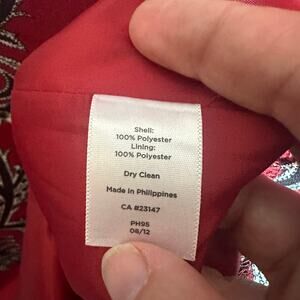 Shell:
100% Polyester
Lining:
100% Polyester
Dry Clean
Made in Philippines
CA #23147
PH95
08/12